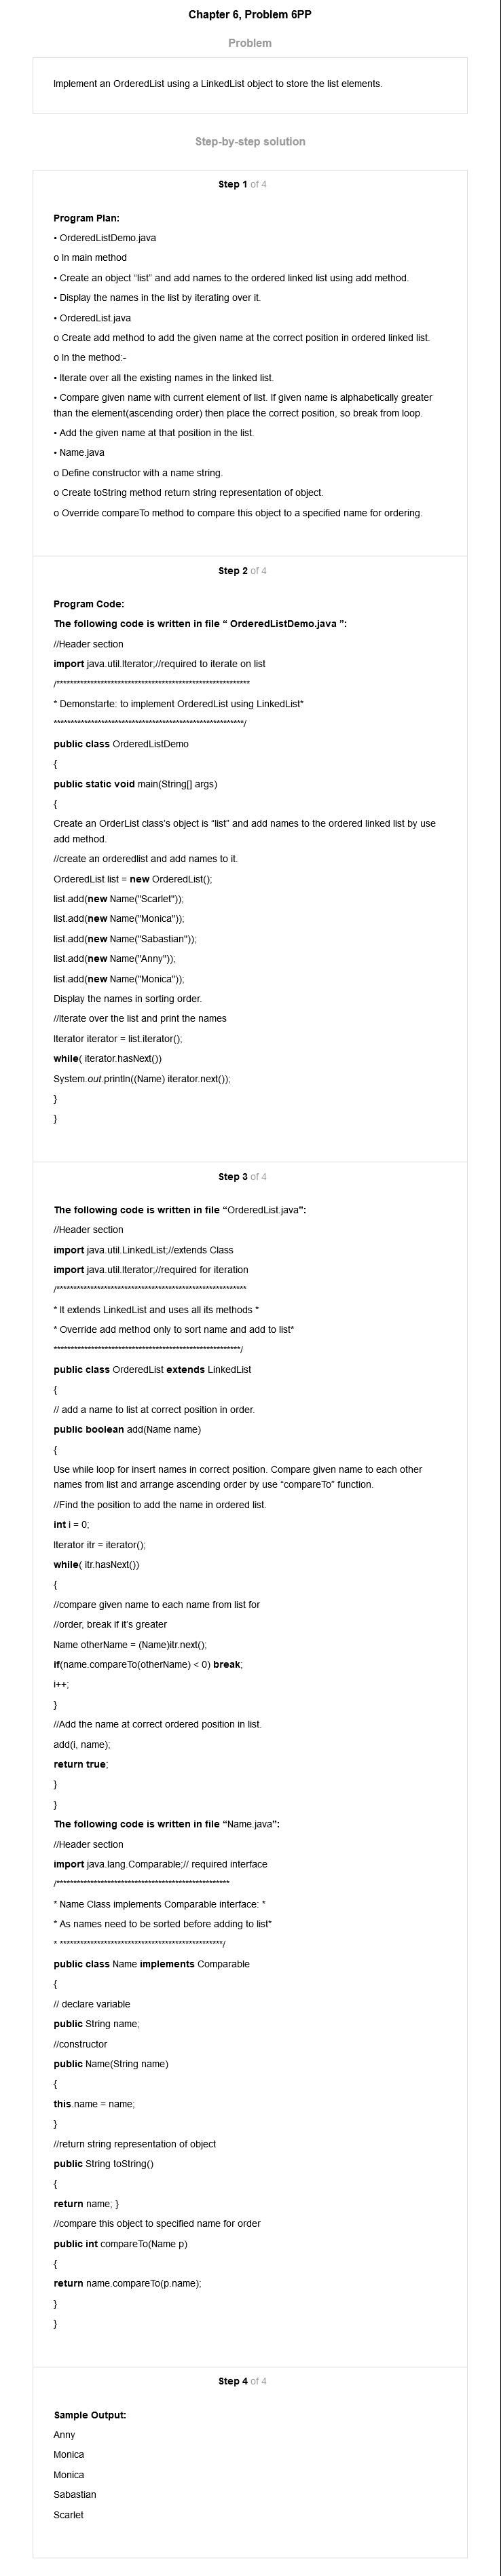 Chapter 6, Problem 6PP
Problem
Implement an OrderedList using a LinkedList object to store the list elements.
Step-by-step solution
Step 1 of 4
Program Plan:
• OrderedListDemo.java
o In main method
• Create an object “list” and add names to the ordered linked list using add method.
• Display the names in the list by iterating over it.
• OrderedList.java
o Create add method to add the given name at the correct position in ordered linked list.
o In the method:-
• Iterate over all the existing names in the linked list.
• Compare given name with current element of list. If given name is alphabetically greater
than the element(ascending order) then place the correct position, so break from loop.
• Add the given name at that position in the list.
• Name.java
o Define constructor with a name string.
o Create toString method return string representation of object.
o Override compareTo method to compare this object to a specified name for ordering.
Step 2 of 4
Program Code:
The following code is written in file “ OrderedListDemo.java ”:
//Header section
import java.util.Iterator;//required to iterate on list
/*********************************************************
* Demonstarte: to implement OrderedList using LinkedList*
********************************************************/
public class OrderedListDemo
{
public static void main(String[] args)
{
Create an OrderList class’s object is “list” and add names to the ordered linked list by use
add method.
//create an orderedlist and add names to it.
OrderedList list = new OrderedList();
list.add(new Name("Scarlet"));
list.add(new Name("Monica"));
list.add(new Name("Sabastian"));
list.add(new Name("Anny"));
list.add(new Name("Monica"));
Display the names in sorting order.
//Iterate over the list and print the names
Iterator iterator = list.iterator();
while( iterator.hasNext())
System.out.println((Name) iterator.next());
}
}
Step 3 of 4
The following code is written in file “OrderedList.java”:
//Header section
import java.util.LinkedList;//extends Class
import java.util.Iterator;//required for iteration
/********************************************************
* It extends LinkedList and uses all its methods *
* Override add method only to sort name and add to list*
*******************************************************/
public class OrderedList extends LinkedList
{
// add a name to list at correct position in order.
public boolean add(Name name)
{
Use while loop for insert names in correct position. Compare given name to each other
names from list and arrange ascending order by use “compareTo” function.
//Find the position to add the name in ordered list.
int i = 0;
Iterator itr = iterator();
while( itr.hasNext())
{
//compare given name to each name from list for
//order, break if it’s greater
Name otherName = (Name)itr.next();
if(name.compareTo(otherName) < 0) break;
i++;
}
//Add the name at correct ordered position in list.
add(i, name);
return true;
}
}
The following code is written in file “Name.java”:
//Header section
import java.lang.Comparable;// required interface
/***************************************************
* Name Class implements Comparable interface: *
* As names need to be sorted before adding to list*
* ************************************************/
public class Name implements Comparable
{
// declare variable
public String name;
//constructor
public Name(String name)
{
this.name = name;
}
//return string representation of object
public String toString()
{
return name; }
//compare this object to specified name for order
public int compareTo(Name p)
{
return name.compareTo(p.name);
}
}
Step 4 of 4
Sample Output:
Anny
Monica
Monica
Sabastian
Scarlet